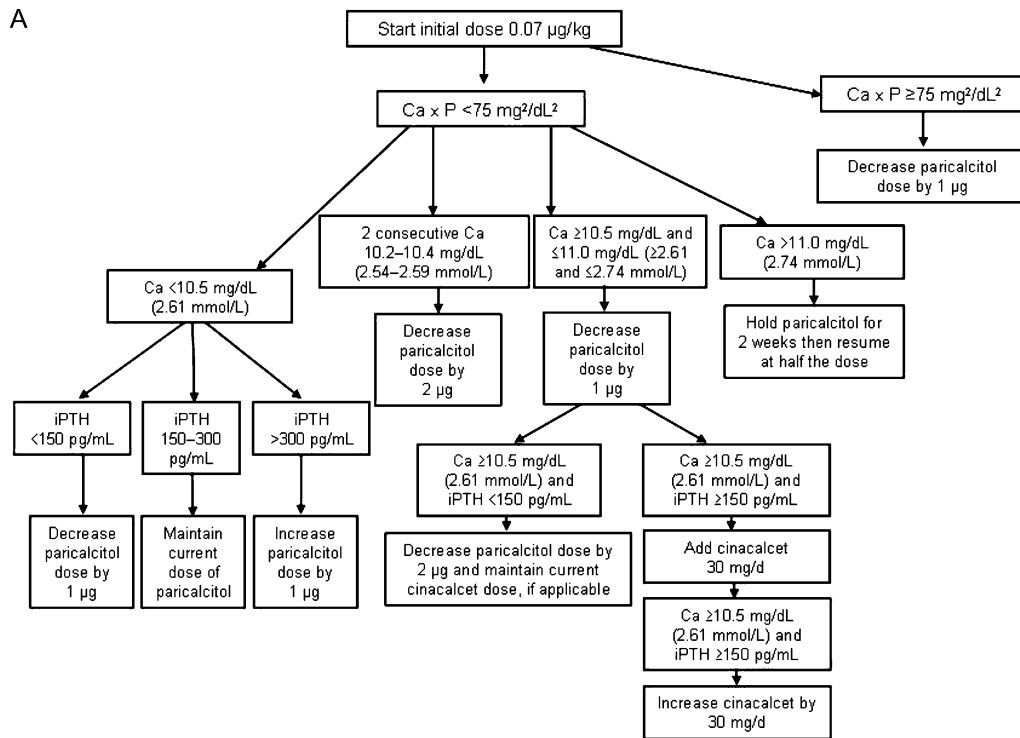 A
Start initial dose 0.07 µg/kg
Ca x P <75 mg²/dL²
Ca x P ≥75 mg²/dL²
Decrease paricalcitol
dose by 1 µg
Ca <10.5 mg/dL
(2.61 mmol/L)
2 consecutive Ca
10.2–10.4 mg/dL
(2.54–2.59 mmol/L)
Ca ≥10.5 mg/dL and
≤11.0 mg/dL (≥2.61
and ≤2.74 mmol/L)
Ca >11.0 mg/dL
(2.74 mmol/L)
Decrease
paricalcitol
dose by
2 µg
Decrease
paricalcitol
dose by
1 µg
Hold paricalcitol for
2 weeks then resume
at half the dose
iPTH
<150 pg/mL
iPTH
150–300
pg/mL
iPTH
>300 pg/mL
Decrease
paricalcitol
dose by
1 µg
Maintain
current
dose of
paricalcitol
Increase
paricalcitol
dose by
1 µg
Ca ≥10.5 mg/dL
(2.61 mmol/L) and
iPTH <150 pg/mL
Decrease paricalcitol dose by
2 µg and maintain current
cinacalcet dose, if applicable
Ca ≥10.5 mg/dL
(2.61 mmol/L) and
iPTH ≥150 pg/mL
Add cinacalcet
30 mg/d
Ca ≥10.5 mg/dL
(2.61 mmol/L) and
iPTH ≥150 pg/mL
Increase cinacalcet by
30 mg/d